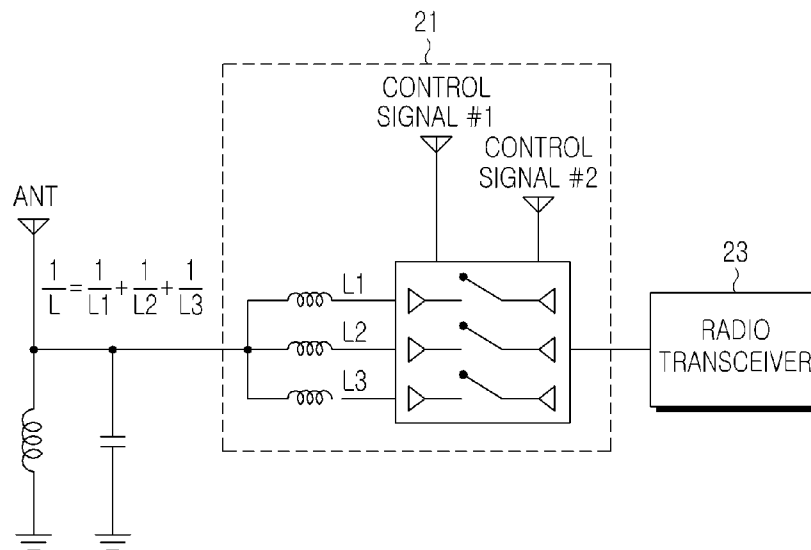 21
CONTROL
SIGNAL #1
CONTROL
SIGNAL #2
ANT
1/L = 1/L1 + 1/L2 + 1/L3
L1
L2
L3
23
RADIO
TRANSCEIVER